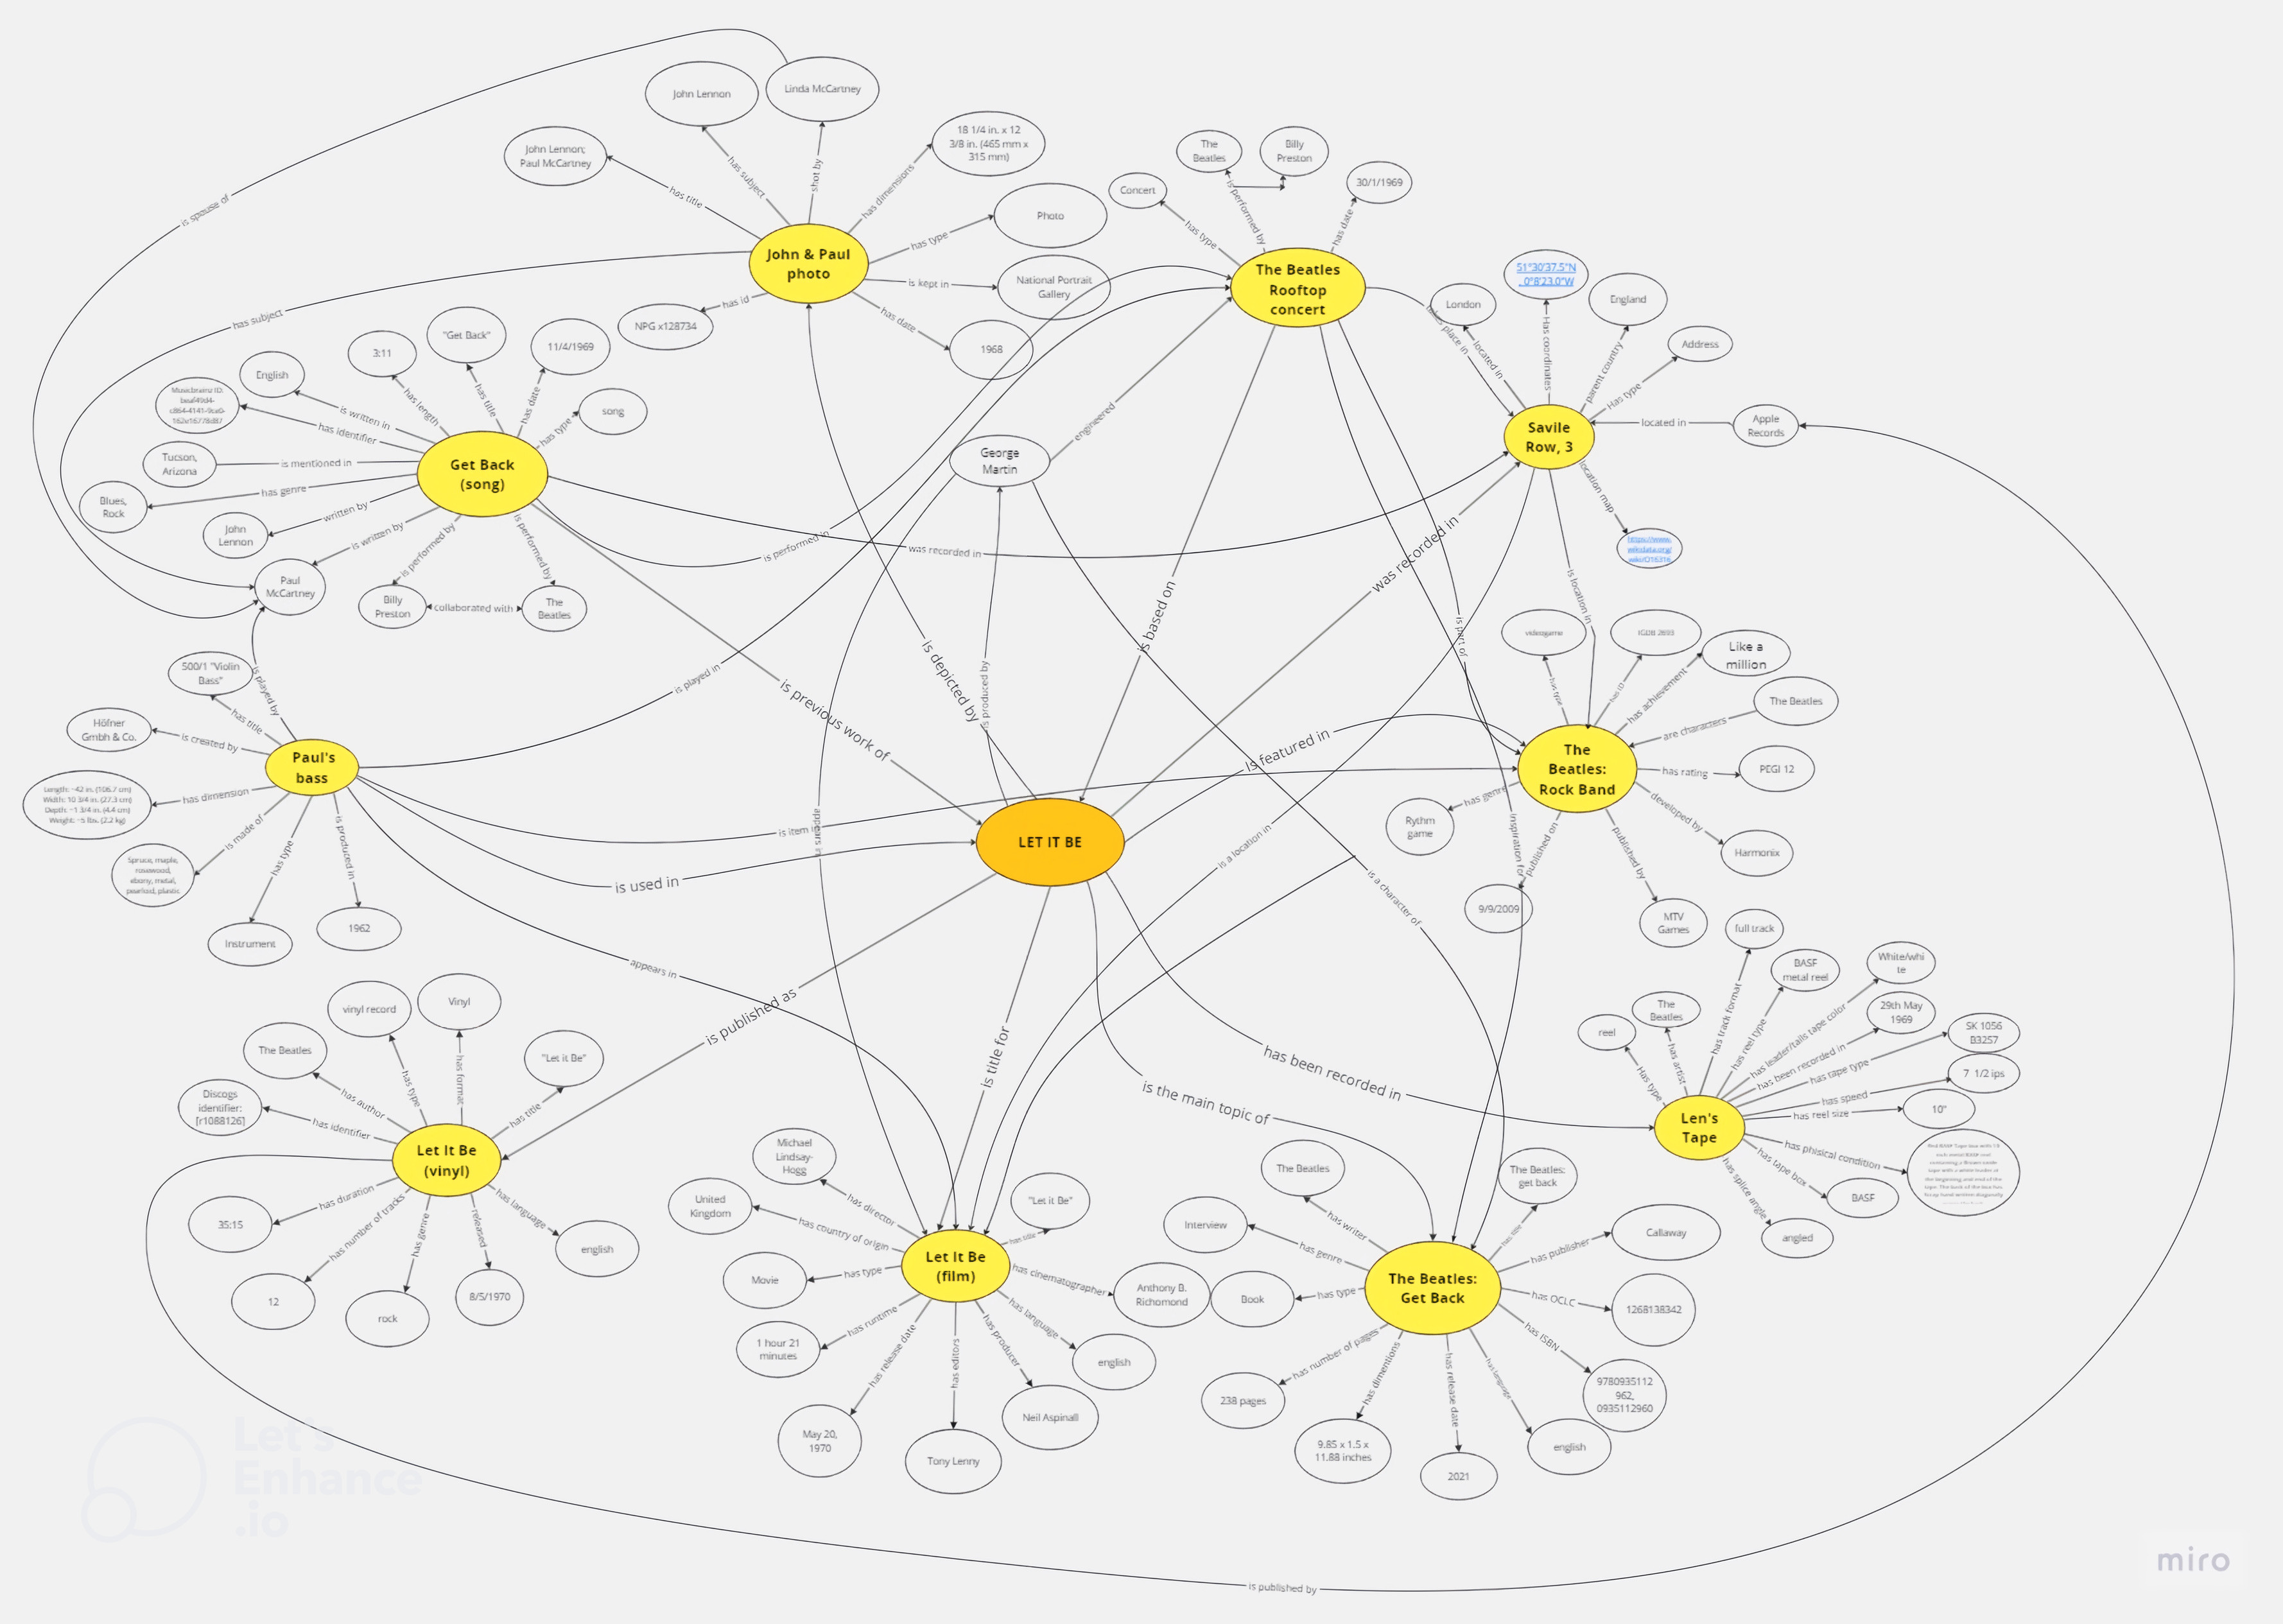 is spouse of
John Lennon
Linda McCartney
John Lennon;
Paul McCartney
18 1/4 in. x 12
3/8 in. (465 mm x
315 mm)
has title
has subject
shot by
has dimensions
has type
Photo
John & Paul
photo
is kept in
National Portrait
Gallery
has id
NPG x128734
has date
1968
has subject
The
Beatles
Billy
Preston
Concert
30/1/1969
has type
is performed by
has date
The Beatles
Rooftop
concert
takes place in
London
located in
51°30'37.5"N
, 0°8'23.0"W
Has coordinates
England
parent country
Address
Has type
Savile
Row, 3
located in
Apple
Records
location map
https://www.
wikidata.org/
is location in
"Get Back"
3:11
11/4/1969
English
Musicbrainz ID:
song
Tucson,
Arizona
Blues,
Rock
John
Lennon
Paul
McCartney
Billy
Preston
The
Beatles
is written in
has length
has title
has date
has type
has identifier
is mentioned in
has genre
written by
is written by
is performed by
is performed by
collaborated with
Get Back
(song)
is performed in
was recorded in
George
Martin
engineered
is produced by
is depicted by
is based on
was recorded in
is previous work of
is played in
is part of
Is featured in
is item in
appears in
is used in
LET IT BE
is a location in
is a character of
inspiration for
500/1 "Violin
Bass"
is played by
has title
Höfner
Gmbh & Co.
is created by
Length: ~42 in. (106.7 cm)
Width: 10 3/4 in. (27.3 cm)
Depth: ~1 3/4 in. (4.4 cm)
Weight: ~5 lbs. (2.2 kg)
has dimension
is made of
Spruce, maple,
rosewood,
ebony, metal,
pearloid, plastic
has type
Instrument
is produced in
1962
Paul's
bass
appears in
videogame
IGDB 2693
Like a
million
The Beatles
has type
has ID
has achievement
are characters
The
Beatles:
Rock Band
has rating
PEGI 12
has genre
Rythm
game
published on
9/9/2009
published by
MTV
Games
developed by
Harmonix
is published as
is title for
is the main topic of
has been recorded in
full track
BASF
metal reel
White/whi
te
29th May
1969
The
Beatles
reel
SK 1056
B3257
7 1/2 ips
10"
Has type
has artist
has track format
has reel type
has leader/tails tape color
has been recorded in
has tape type
has speed
has reel size
has phisical condition
has tape box
has splice angle
BASF
angled
Len's
Tape
Vinyl
vinyl record
The Beatles
"Let it Be"
Discogs
identifier:
[r1088126]
has author
has type
has format
has title
has identifier
Let It Be
(vinyl)
has duration
35:15
has number of tracks
12
has genre
rock
released
8/5/1970
has language
english
Michael
Lindsay-
Hogg
United
Kingdom
"Let it Be"
has director
has country of origin
has title
Movie
has type
Let It Be
(film)
has cinematographer
Anthony B.
Richomond
has runtime
1 hour 21
minutes
has release date
May 20,
1970
has editors
Tony Lenny
has producer
Neil Aspinall
has language
english
The Beatles
The Beatles:
get back
Interview
has writer
has genre
has title
has publisher
Callaway
Book
has type
The Beatles:
Get Back
has OCLC
1268138342
has ISBN
9780935112
962,
0935112960
has number of pages
238 pages
has dimentions
9.85 x 1.5 x
11.88 inches
has release date
2021
has language
english
is published by
Let's
Enhance
.io
miro